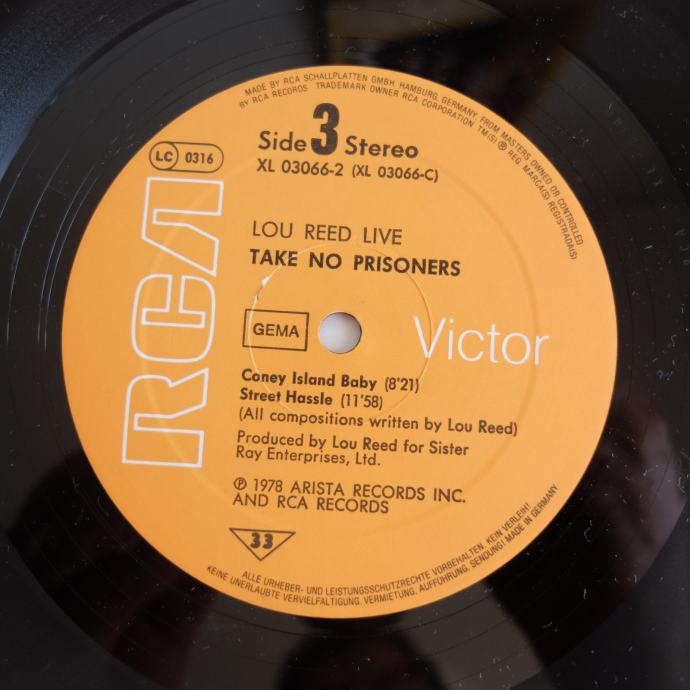 MADE BY RCA SCHALLPLATTEN GMBH, HAMBURG, GERMANY, FROM MASTERS OWNED OR CONTROLLED
BY RCA RECORDS TRADEMARK OWNER RCA CORPORATION TM(S) ® REG MARCA(S) REGISTRADA(S)
Side 3 Stereo
XL 03066-2 (XL 03066-C)
LC 0316
RCA
LOU REED LIVE
TAKE NO PRISONERS
GEMA
Victor
Coney Island Baby (8'21)
Street Hassle (11'58)
(All compositions written by Lou Reed)
Produced by Lou Reed for Sister
Ray Enterprises, Ltd.
℗ 1978 ARISTA RECORDS INC.
AND RCA RECORDS
33
ALLE URHEBER- UND LEISTUNGSSCHUTZRECHTE VORBEHALTEN. KEIN VERLEIH!
KEINE UNERLAUBTE VERVIELFALTIGUNG, VERMIETUNG, AUFFÜHRUNG, SENDUNG! MADE IN GERMANY